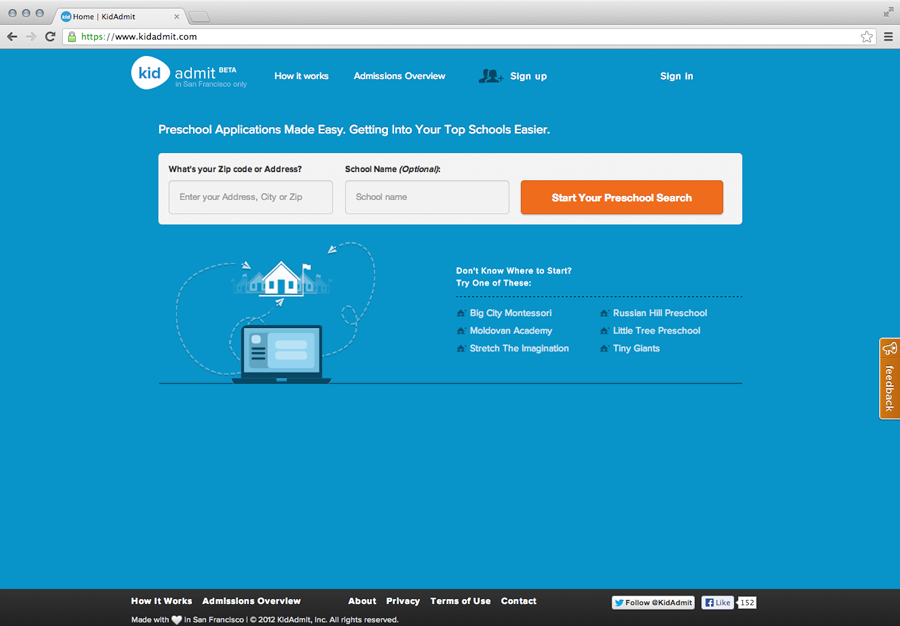 Home | KidAdmit
https://www.kidadmit.com
kid admit BETA
in San Francisco only
How it works
Admissions Overview
Sign up
Sign in
Preschool Applications Made Easy. Getting Into Your Top Schools Easier.
What's your Zip code or Address?
School Name (Optional):
Enter your Address, City or Zip
School name
Start Your Preschool Search
Don't Know Where to Start?
Try One of These:
Big City Montessori
Russian Hill Preschool
Moldovan Academy
Little Tree Preschool
Stretch The Imagination
Tiny Giants
feedback
How It Works
Admissions Overview
About
Privacy
Terms of Use
Contact
Follow @KidAdmit
Like
152
Made with in San Francisco | © 2012 KidAdmit, Inc. All rights reserved.